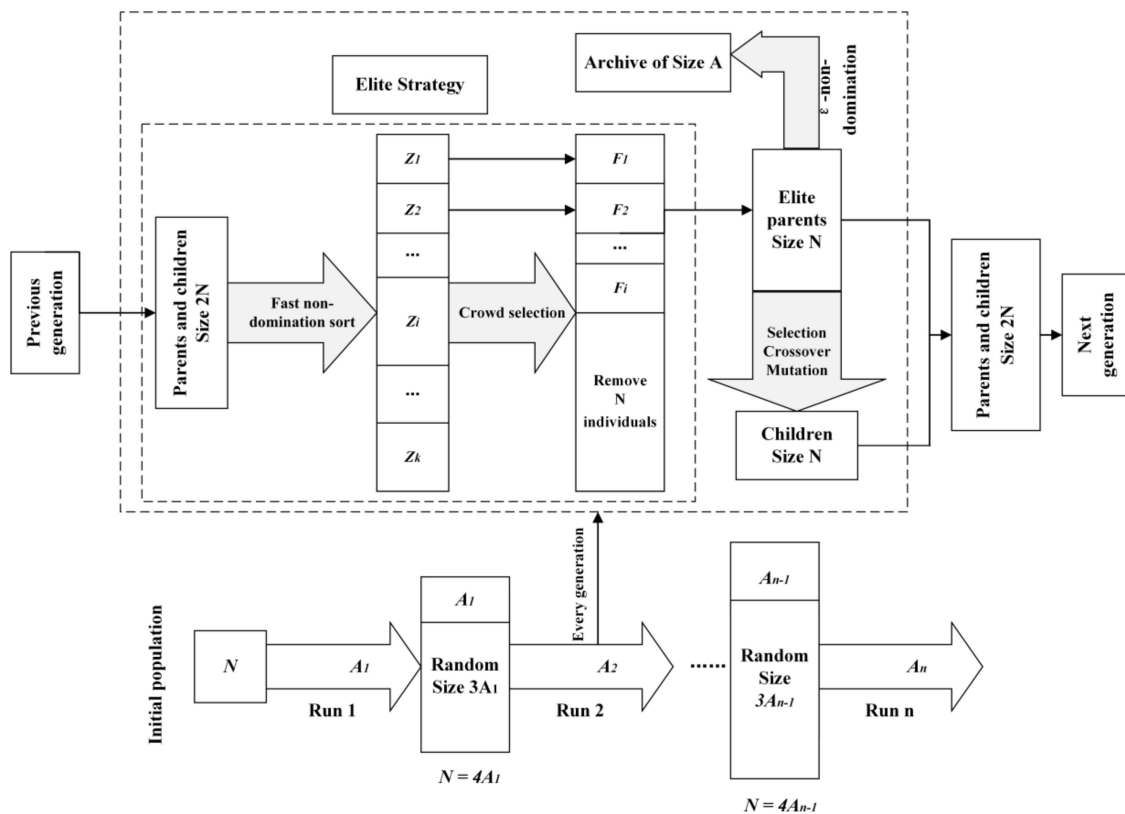 Archive of Size A
ε -non-
domination
Elite Strategy
Z1
Z2
...
Zi
...
Zk
F1
F2
...
Fi
Remove
N
individuals
Previous
generation
Parents and children
Size 2N
Fast non-
domination sort
Crowd selection
Elite
parents
Size N
Selection
Crossover
Mutation
Children
Size N
Parents and children
Size 2N
Next
generation
Every generation
Initial population
N
A1
Run 1
A1
Random
Size 3A1
N = 4A1
A2
Run 2
......
An-1
Random
Size
3An-1
N = 4An-1
An
Run n